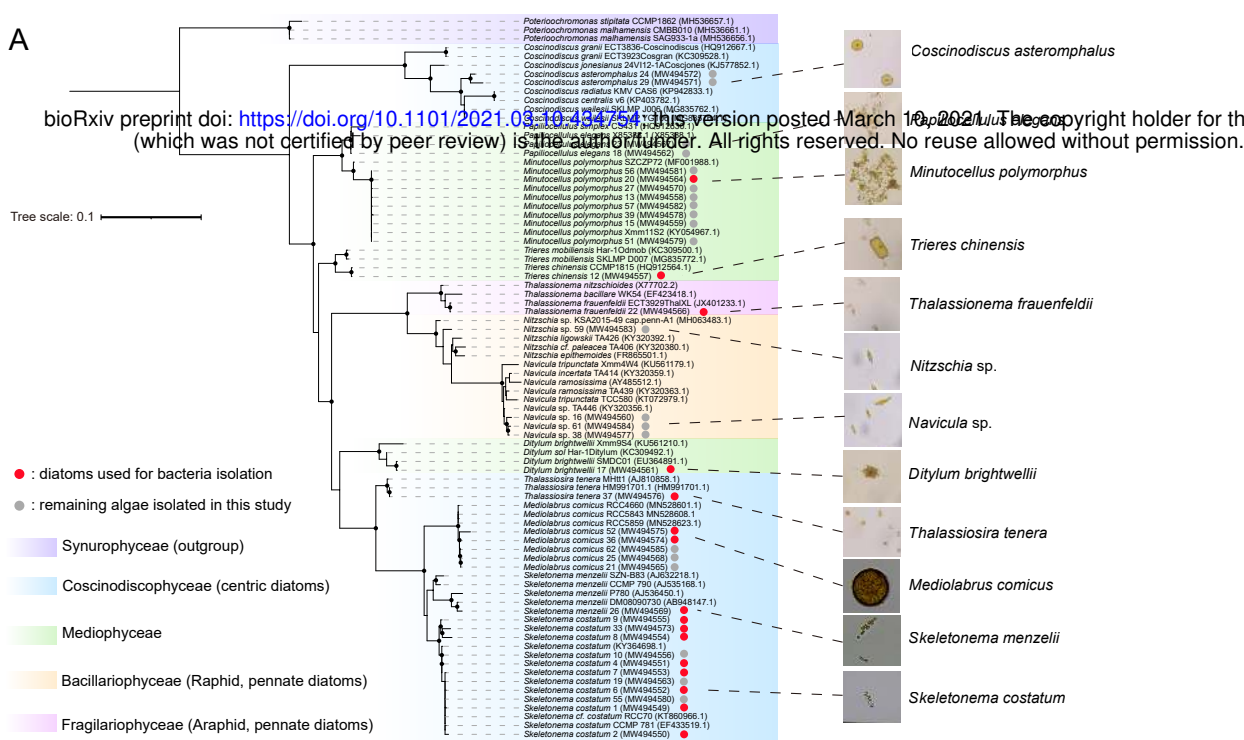 A
Poterioochromonas stipitata CCMP1862 (MH536657.1)
Poterioochromonas malhamensis CMBB010 (MH536661.1)
Poterioochromonas malhamensis SAG933-1a (MH536656.1)
Coscinodiscus granii ECT3836-Coscinodiscus (HQ912667.1)
Coscinodiscus granii ECT3923Cosgran (KC309528.1)
Coscinodiscus jonesianus 24VI12-1ACoscjones (KJ577852.1)
Coscinodiscus asteromphalus 24 (MW494572)
Coscinodiscus asteromphalus 29 (MW494571)
Coscinodiscus radiatus KMV CAS6 (KP942833.1)
Coscinodiscus centralis v6 (KP403782.1)
Coscinodiscus wailesii SKLMP J006 (MG835762.1)
bioRxiv preprint doi: https://doi.org/10.1101/2021.03.10.434754; this version posted March 10, 2021. The copyright holder for th
(which was not certified by peer review) is the author/funder. All rights reserved. No reuse allowed without permission.
Papiliocellulus elegans 18 (MW494562)
Minutocellus polymorphus SZCZP72 (MF001988.1)
Minutocellus polymorphus 56 (MW494581)
Minutocellus polymorphus 20 (MW494564)
Minutocellus polymorphus 27 (MW494570)
Minutocellus polymorphus 13 (MW494558)
Minutocellus polymorphus 57 (MW494582)
Minutocellus polymorphus 39 (MW494578)
Minutocellus polymorphus 15 (MW494559)
Minutocellus polymorphus Xmm11S2 (KY054967.1)
Minutocellus polymorphus 51 (MW494579)
Trieres mobiliensis Har-1Odmob (KC309500.1)
Trieres mobiliensis SKLMP D007 (MG835772.1)
Trieres chinensis CCMP1815 (HQ912564.1)
Trieres chinensis 12 (MW494557)
Thalassionema nitzschioides (X77702.2)
Thalassionema bacillare WK54 (EF423418.1)
Thalassionema frauenfeldii ECT3929ThalXL (JX401233.1)
Thalassionema frauenfeldii 22 (MW494566)
Nitzschia sp. KSA2015-49 cap.penn-A1 (MH063483.1)
Nitzschia sp. 59 (MW494583)
Nitzschia ligowskii TA426 (KY320392.1)
Nitzschia cf. paleacea TA406 (KY320380.1)
Nitzschia epithemoides (FR865501.1)
Navicula tripunctata Xmm4W4 (KU561179.1)
Navicula incertata TA414 (KY320359.1)
Navicula ramosissima (AY485512.1)
Navicula ramosissima TA439 (KY320363.1)
Navicula tripunctata TCC580 (KT072979.1)
Navicula sp. TA446 (KY320356.1)
Navicula sp. 16 (MW494560)
Navicula sp. 61 (MW494584)
Navicula sp. 38 (MW494577)
Ditylum brightwellii Xmm9S4 (KU561210.1)
Ditylum sol Har-1Ditylum (KC309492.1)
Ditylum brightwellii SMDC01 (EU364891.1)
Ditylum brightwellii 17 (MW494561)
Thalassiosira tenera MHtt1 (AJ810858.1)
Thalassiosira tenera HM991701.1 (HM991701.1)
Thalassiosira tenera 37 (MW494576)
Mediolabrus comicus RCC4660 (MN528601.1)
Mediolabrus comicus RCC5843 MN528608.1
Mediolabrus comicus RCC5859 (MN528623.1)
Mediolabrus comicus 52 (MW494575)
Mediolabrus comicus 36 (MW494574)
Mediolabrus comicus 62 (MW494585)
Mediolabrus comicus 25 (MW494568)
Mediolabrus comicus 21 (MW494565)
Skeletonema menzelii SZN-B83 (AJ632218.1)
Skeletonema menzelii CCMP 790 (AJ535168.1)
Skeletonema menzelii P780 (AJ536450.1)
Skeletonema menzelii DM08090730 (AB948147.1)
Skeletonema menzelii 26 (MW494569)
Skeletonema costatum 9 (MW494555)
Skeletonema costatum 33 (MW494573)
Skeletonema costatum 8 (MW494554)
Skeletonema costatum (KY364698.1)
Skeletonema costatum 10 (MW494556)
Skeletonema costatum 4 (MW494551)
Skeletonema costatum 7 (MW494553)
Skeletonema costatum 19 (MW494563)
Skeletonema costatum 6 (MW494552)
Skeletonema costatum 55 (MW494580)
Skeletonema costatum 1 (MW494549)
Skeletonema cf. costatum RCC70 (KT860966.1)
Skeletonema costatum CCMP 781 (EF433519.1)
Skeletonema costatum 2 (MW494550)
Tree scale: 0.1
: diatoms used for bacteria isolation
: remaining algae isolated in this study
Synurophyceae (outgroup)
Coscinodiscophyceae (centric diatoms)
Mediophyceae
Bacillariophyceae (Raphid, pennate diatoms)
Fragilariophyceae (Araphid, pennate diatoms)
Coscinodiscus asteromphalus
Minutocellus polymorphus
Trieres chinensis
Thalassionema frauenfeldii
Nitzschia sp.
Navicula sp.
Ditylum brightwellii
Thalassiosira tenera
Mediolabrus comicus
Skeletonema menzelii
Skeletonema costatum